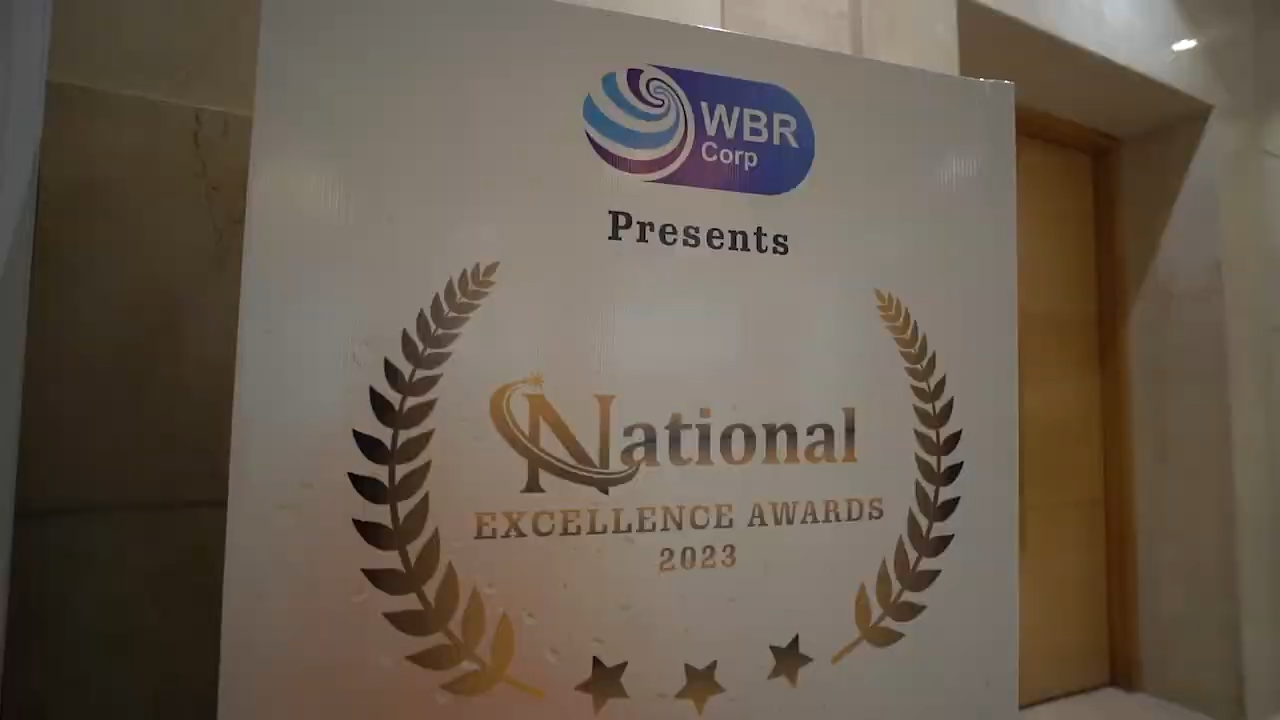 WBR
Corp
Presents
National
EXCELLENCE AWARDS
2023